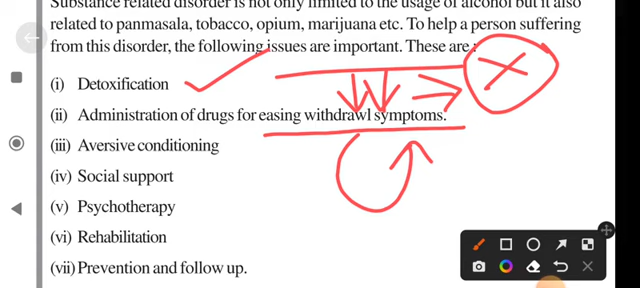 Substance related disorder is not only limited to the usage of alcohol but it also
related to panmasala, tobacco, opium, marijuana etc. To help a person suffering
from this disorder, the following issues are important. These are :
(i) Detoxification
(ii) Administration of drugs for easing withdrawl symptoms.
(iii) Aversive conditioning
(iv) Social support
(v) Psychotherapy
(vi) Rehabilitation
(vii) Prevention and follow up.